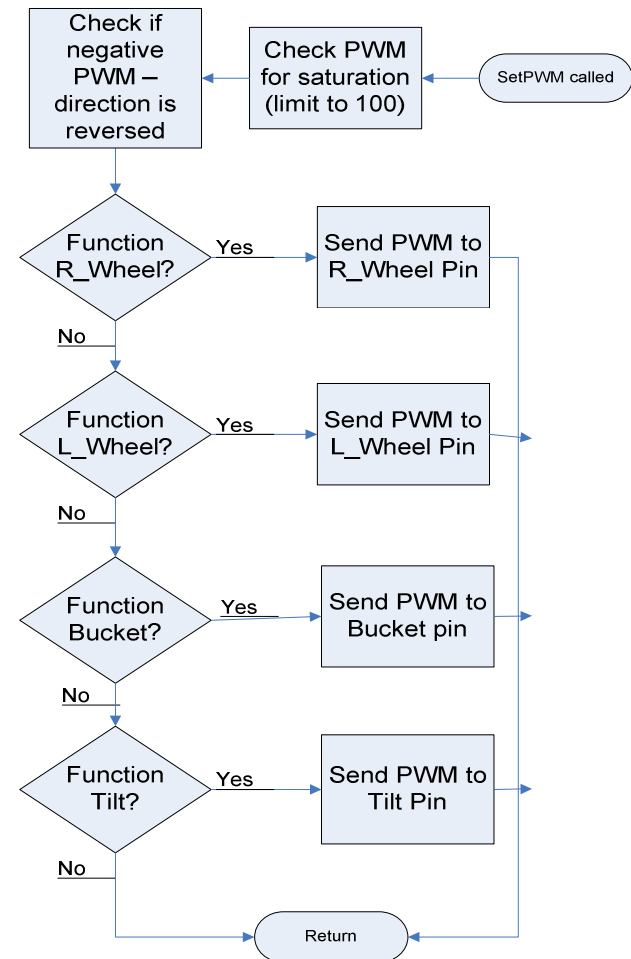 SetPWM called
Check PWM
for saturation
(limit to 100)
Check if
negative
PWM –
direction is
reversed
Function
R_Wheel?
Yes
Send PWM to
R_Wheel Pin
No
Function
L_Wheel?
Yes
Send PWM to
L_Wheel Pin
No
Function
Bucket?
Yes
Send PWM to
Bucket pin
No
Function
Tilt?
Yes
Send PWM to
Tilt Pin
No
Return